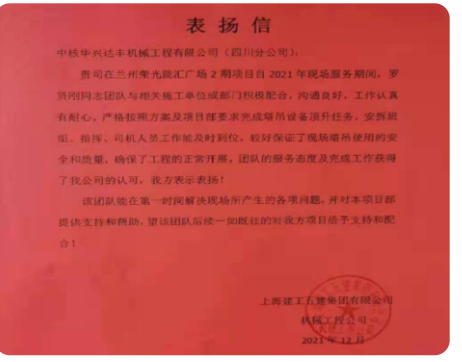 表扬信
中核华兴达丰机械工程有限公司（四川分公司）：
贵司在兰州荣光能汇广场2期项目自2021年现场服务期间，罗
贤刚同志团队与相关施工单位或部门积极配合，沟通良好，工作认真
有耐心，严格按照方案及项目部要求完成塔吊设备顶升任务，安拆班
组、指挥、司机人员工作能及时到位，较好保证了现场塔吊使用的安
全和质量，确保了工程的正常开展，团队的服务态度及完成工作获得
了我公司的认可，我方表示表扬！
该团队能在第一时间解决现场所产生的各项问题，并对本项目部
提供支持和帮助，望该团队后续一如既往的对我方项目给予支持和配
合！
上海建工五建集团有限公司
机械工程公司
2021年12月